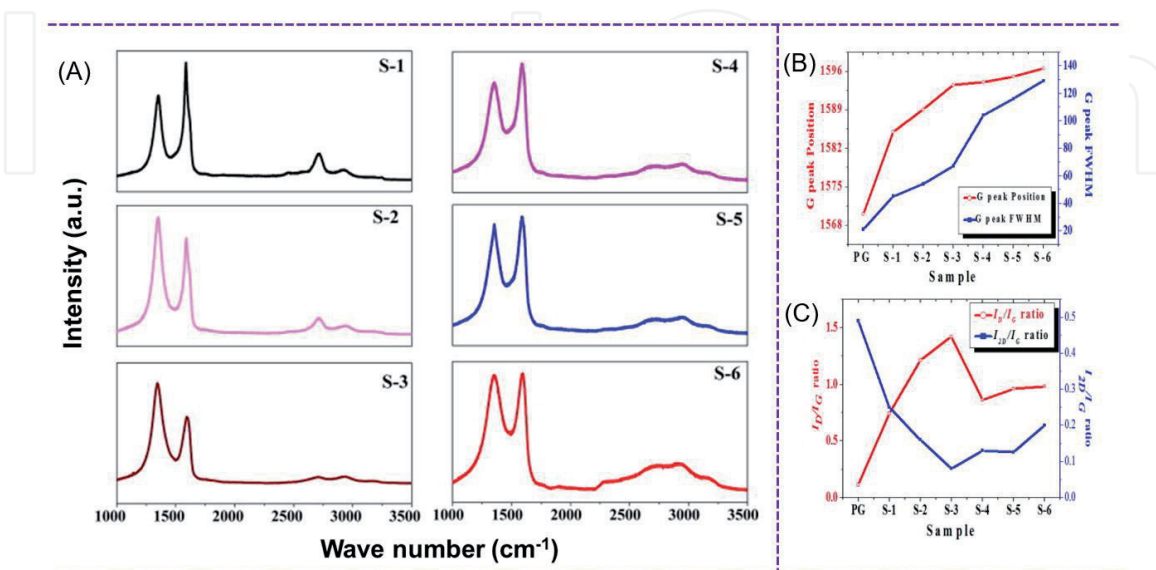 (A)
S-1
S-4
S-2
S-5
S-3
S-6
Intensity (a.u.)
1000 1500 2000 2500 3000 3500
1000 1500 2000 2500 3000 3500
Wave number (cm-1)
(B)
G peak Position
1596
1589
1582
1575
1568
140
120
100
80
60
40
20
G peak FWHM
G peak Position
G peak FWHM
PG S-1 S-2 S-3 S-4 S-5 S-6
Sample
(C)
ID/IG ratio
1.5
1.0
0.5
0.0
0.5
0.4
0.3
0.2
0.1
0.0
I2D/IG ratio
ID/IG ratio
I2D/IG ratio
PG S-1 S-2 S-3 S-4 S-5 S-6
Sample